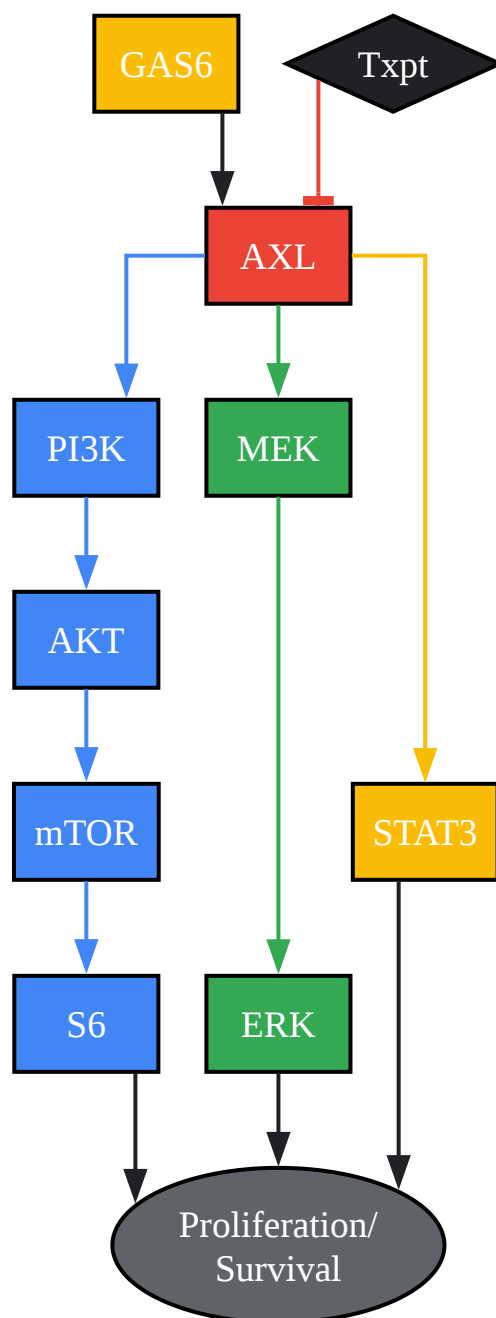 GAS6
Txpt
AXL
PI3K
MEK
AKT
mTOR
STAT3
S6
ERK
Proliferation/
Survival